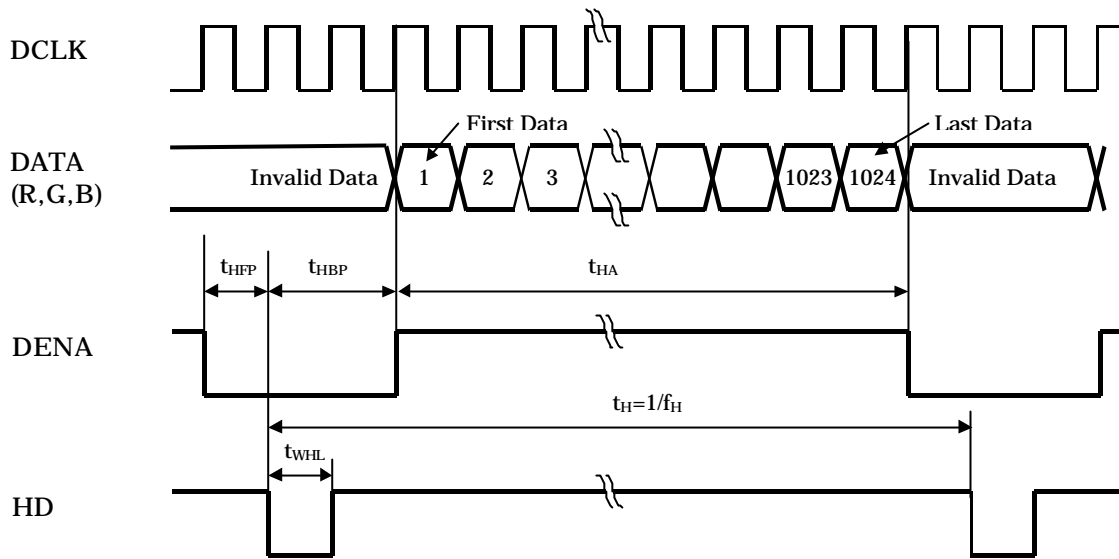 DCLK
First Data
Last Data
DATA
(R,G,B)
Invalid Data
1
2
3
1023
1024
Invalid Data
tHFP
tHBP
tHA
DENA
tH=1/fH
tWHL
HD